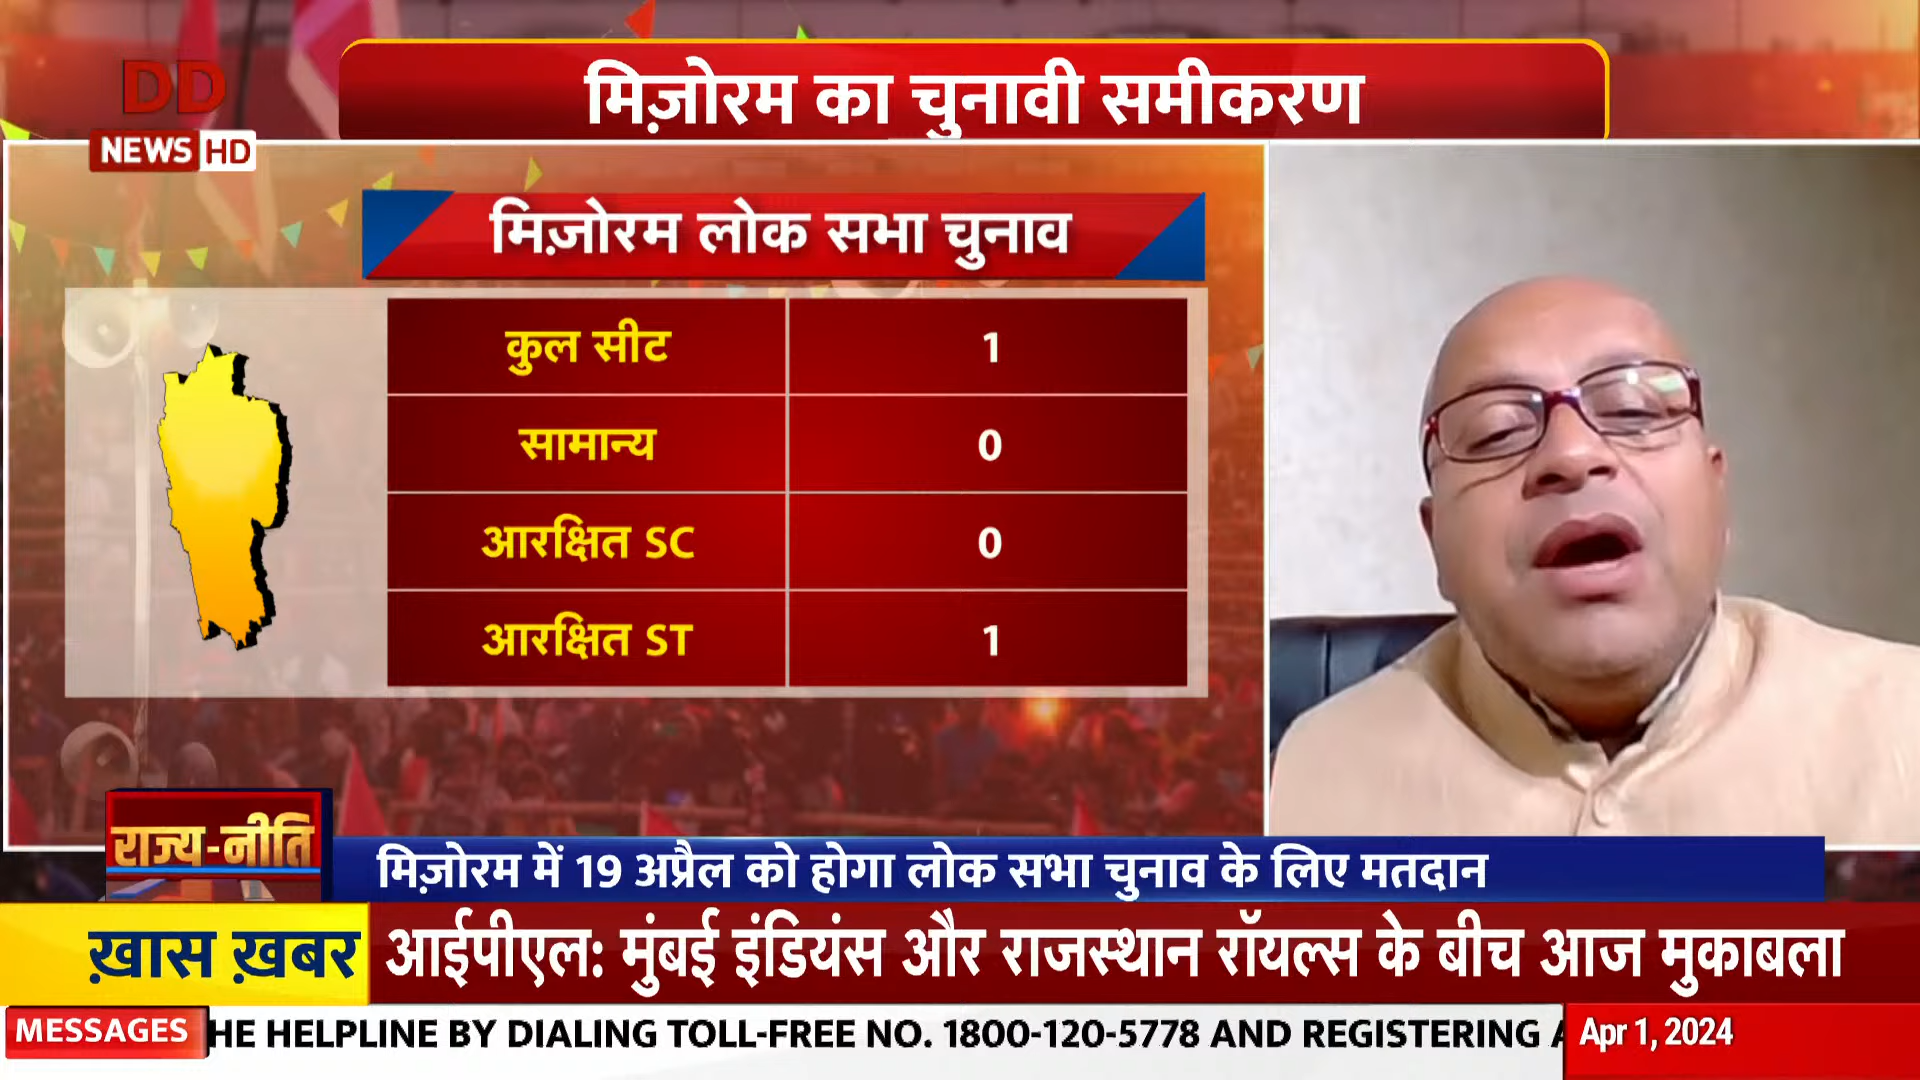 मिज़ोरम का चुनावी समीकरण
DD
NEWS HD
मिज़ोरम लोक सभा चुनाव
कुल सीट 1
सामान्य 0
आरक्षित SC 0
आरक्षित ST 1
राज्य-नीति
मिज़ोरम में 19 अप्रैल को होगा लोक सभा चुनाव के लिए मतदान
ख़ास ख़बर आईपीएल: मुंबई इंडियंस और राजस्थान रॉयल्स के बीच आज मुकाबला
MESSAGES HE HELPLINE BY DIALING TOLL-FREE NO. 1800-120-5778 AND REGISTERING A Apr 1, 2024